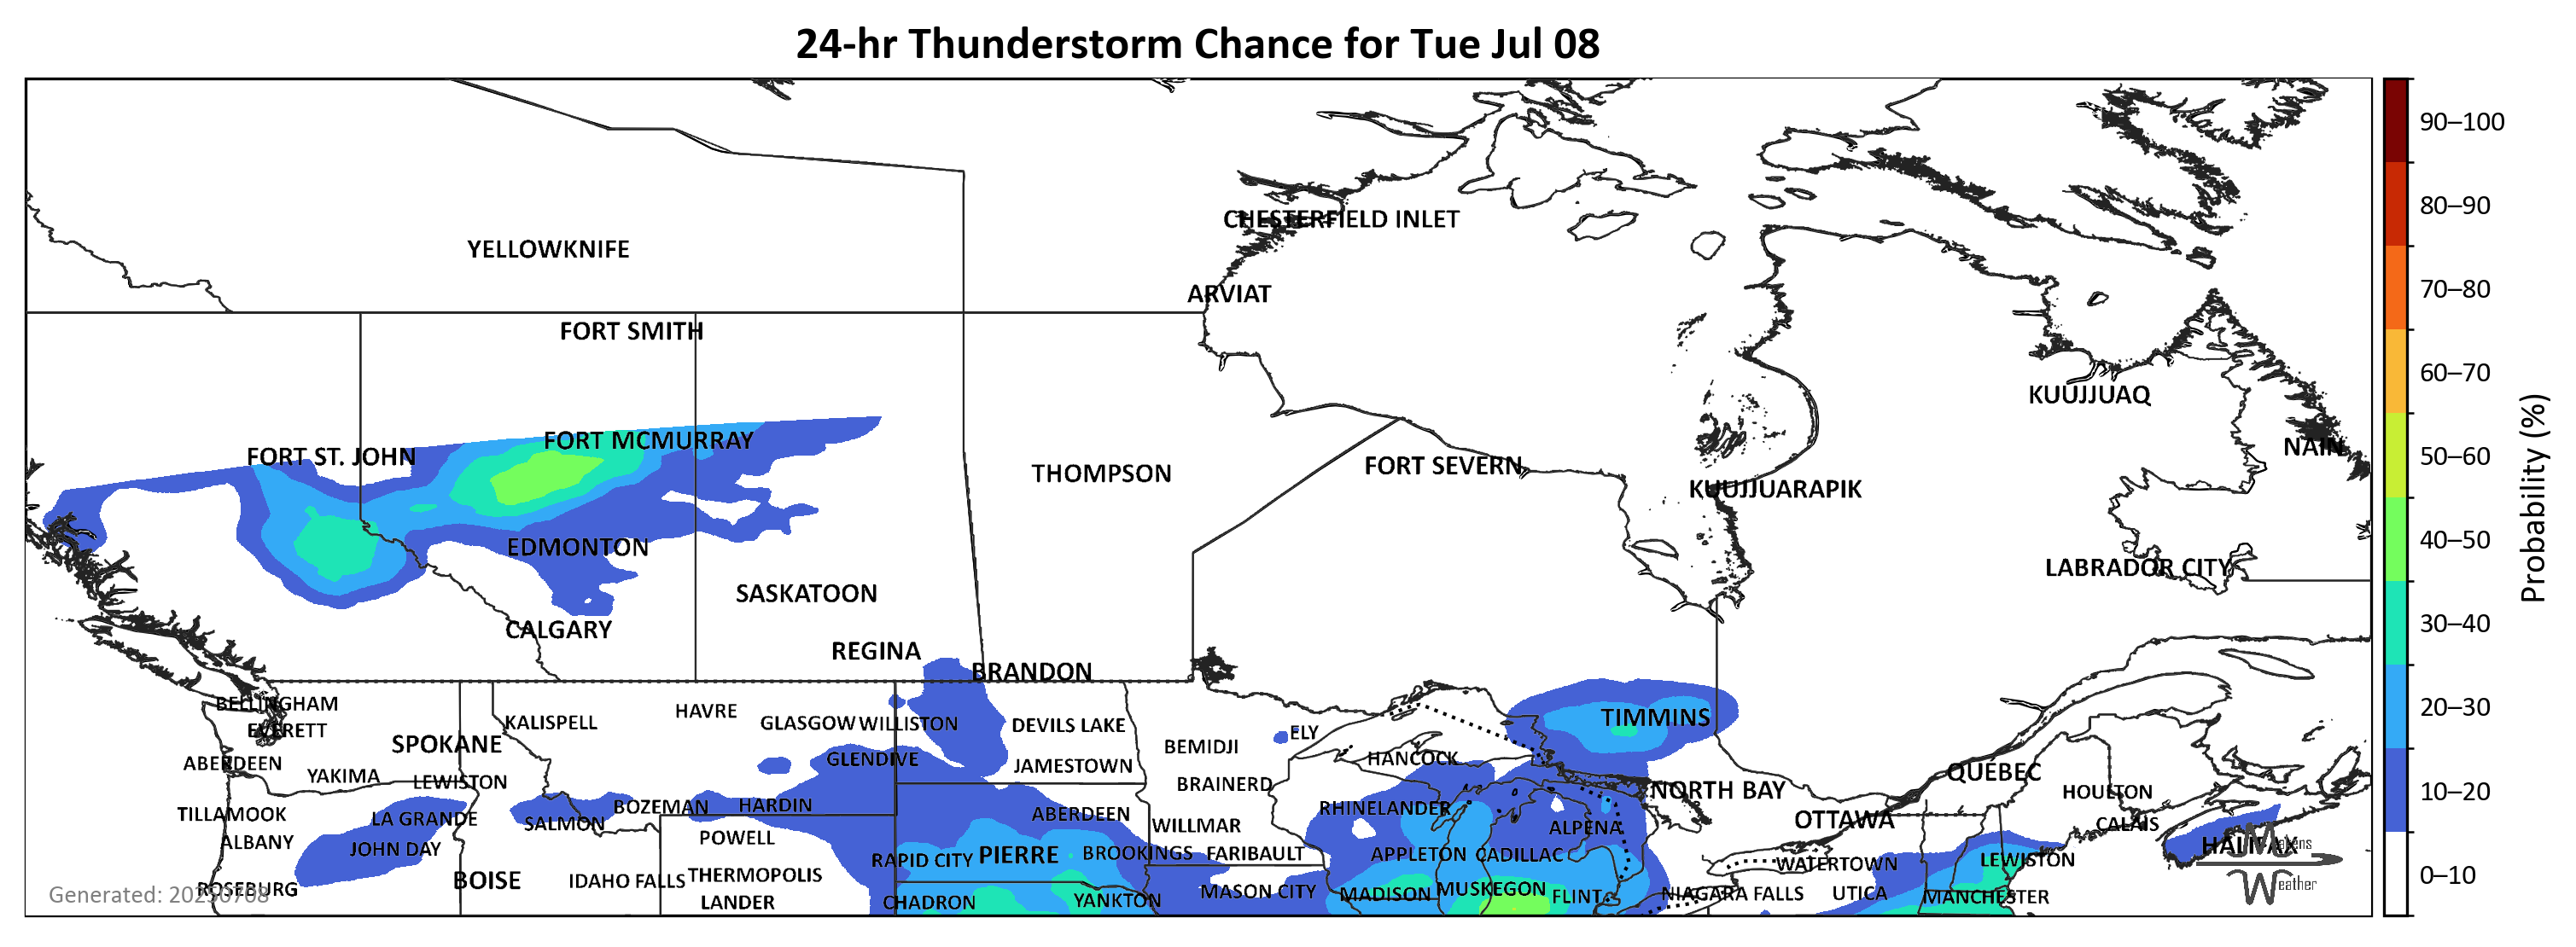 24-hr Thunderstorm Chance for Tue Jul 08
90–100
80–90
70–80
60–70
50–60
40–50
30–40
20–30
10–20
0–10
Probability (%)
CHESTERFIELD INLET
YELLOWKNIFE
ARVIAT
FORT SMITH
KUUJJUAQ
FORT MCMURRAY
NAIN
FORT ST. JOHN
FORT SEVERN
THOMPSON
KUUJJUARAPIK
EDMONTON
LABRADOR CITY
SASKATOON
CALGARY
REGINA
BRANDON
BELLINGHAM
HAVRE
TIMMINS
KALISPELL
GLASGOW
WILLISTON
DEVILS LAKE
EVERETT
ELY
SPOKANE
BEMIDJI
HANCOCK
GLENDIVE
ABERDEEN
JAMESTOWN
QUÉBEC
YAKIMA
LEWISTON
BRAINERD
NORTH BAY
HOULTON
BOZEMAN
HARDIN
RHINELANDER
TILLAMOOK
ABERDEEN
LA GRANDE
OTTAWA
SALMON
WILLMAR
CALAIS
ALPENA
POWELL
ALBANY
HALIFAX
JOHN DAY
RAPID CITY
PIERRE
BROOKINGS
FARIBAULT
APPLETON
CADILLAC
LEWISTON
WATERTOWN
THERMOPOLIS
BOISE
IDAHO FALLS
ROSEBURG
MASON CITY
MADISON
MUSKEGON
FLINT
NIAGARA FALLS
UTICA
MANCHESTER
LANDER
CHADRON
YANKTON
Generated: 20250708
Weather